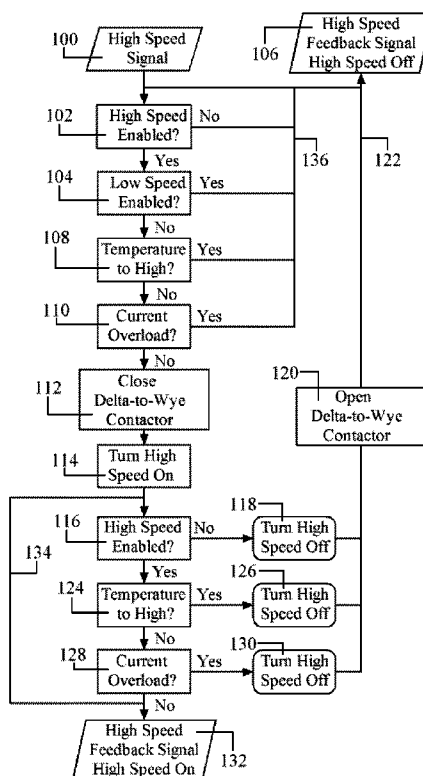 100
High Speed
Signal
106
High Speed
Feedback Signal
High Speed Off
102
High Speed
Enabled?
No
136
122
Yes
104
Low Speed
Enabled?
Yes
No
108
Temperature
to High?
Yes
No
110
Current
Overload?
Yes
No
112
Close
Delta-to-Wye
Contactor
120
Open
Delta-to-Wye
Contactor
114
Turn High
Speed On
116
High Speed
Enabled?
No
118
Turn High
Speed Off
134
Yes
124
Temperature
to High?
Yes
126
Turn High
Speed Off
No
128
Current
Overload?
Yes
130
Turn High
Speed Off
No
High Speed
Feedback Signal
High Speed On
132